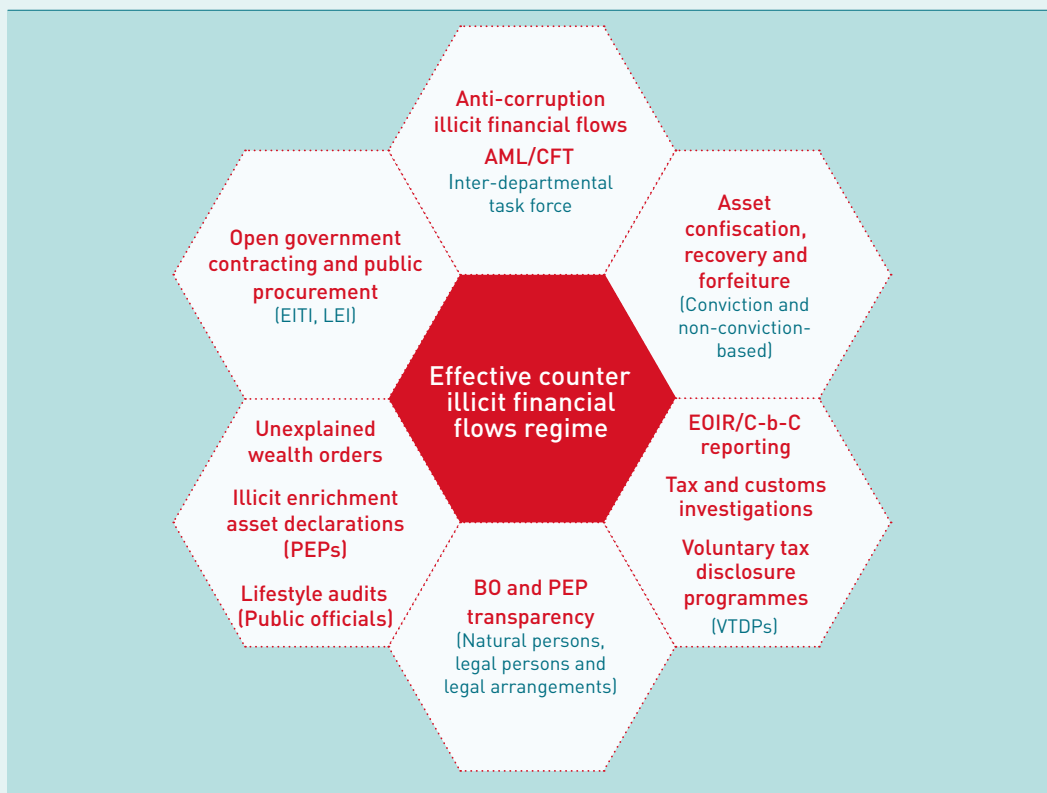 Anti-corruption
illicit financial flows
AML/CFT
Inter-departmental
task force
Asset
confiscation,
recovery and
forfeiture
(Conviction and
non-conviction-
based)
Open government
contracting and public
procurement
(EITI, LEI)
Effective counter
illicit financial
flows regime
Unexplained
wealth orders
Illicit enrichment
asset declarations
(PEPs)
Lifestyle audits
(Public officials)
EOIR/C-b-C
reporting
Tax and customs
investigations
Voluntary tax
disclosure
programmes
(VTDPs)
BO and PEP
transparency
(Natural persons,
legal persons and
legal arrangements)